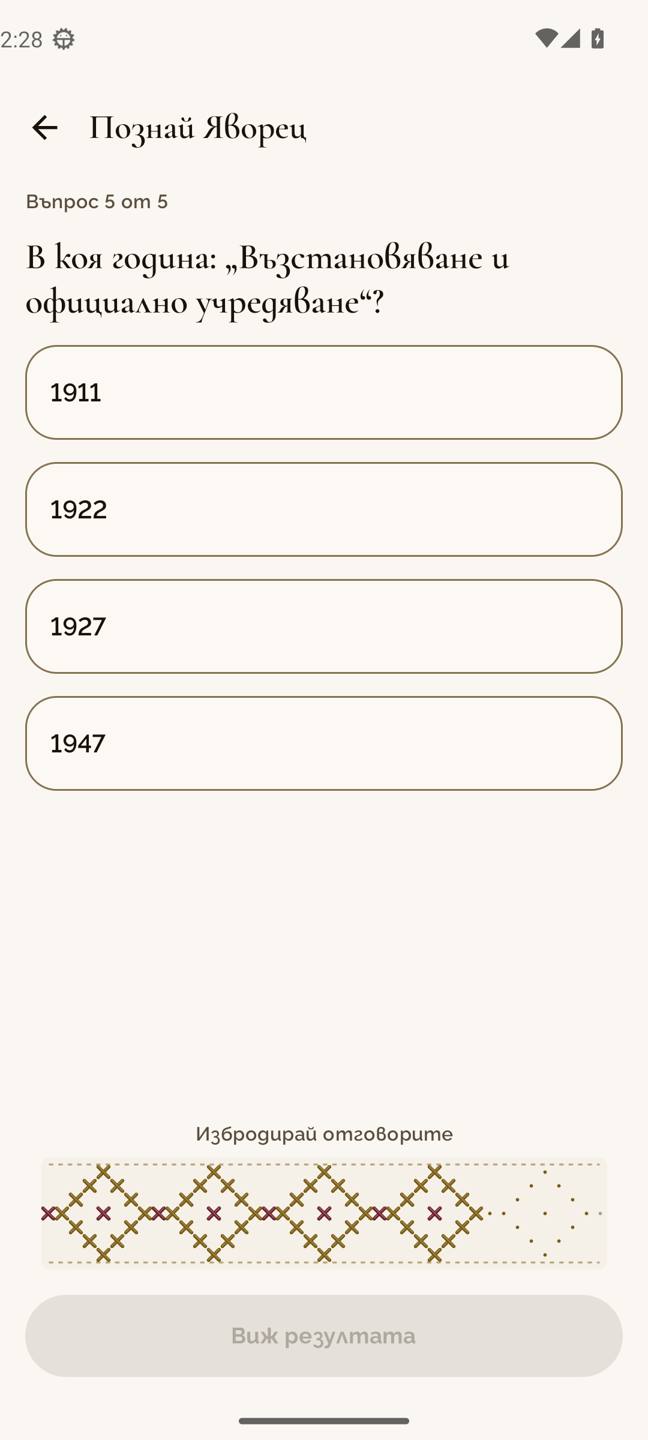 2:28
Познай Яворец
Въпрос 5 от 5
В коя година: „Възстановяване и
официално учредяване“?
1911
1922
1927
1947
Избродирай отговорите
Виж резултата